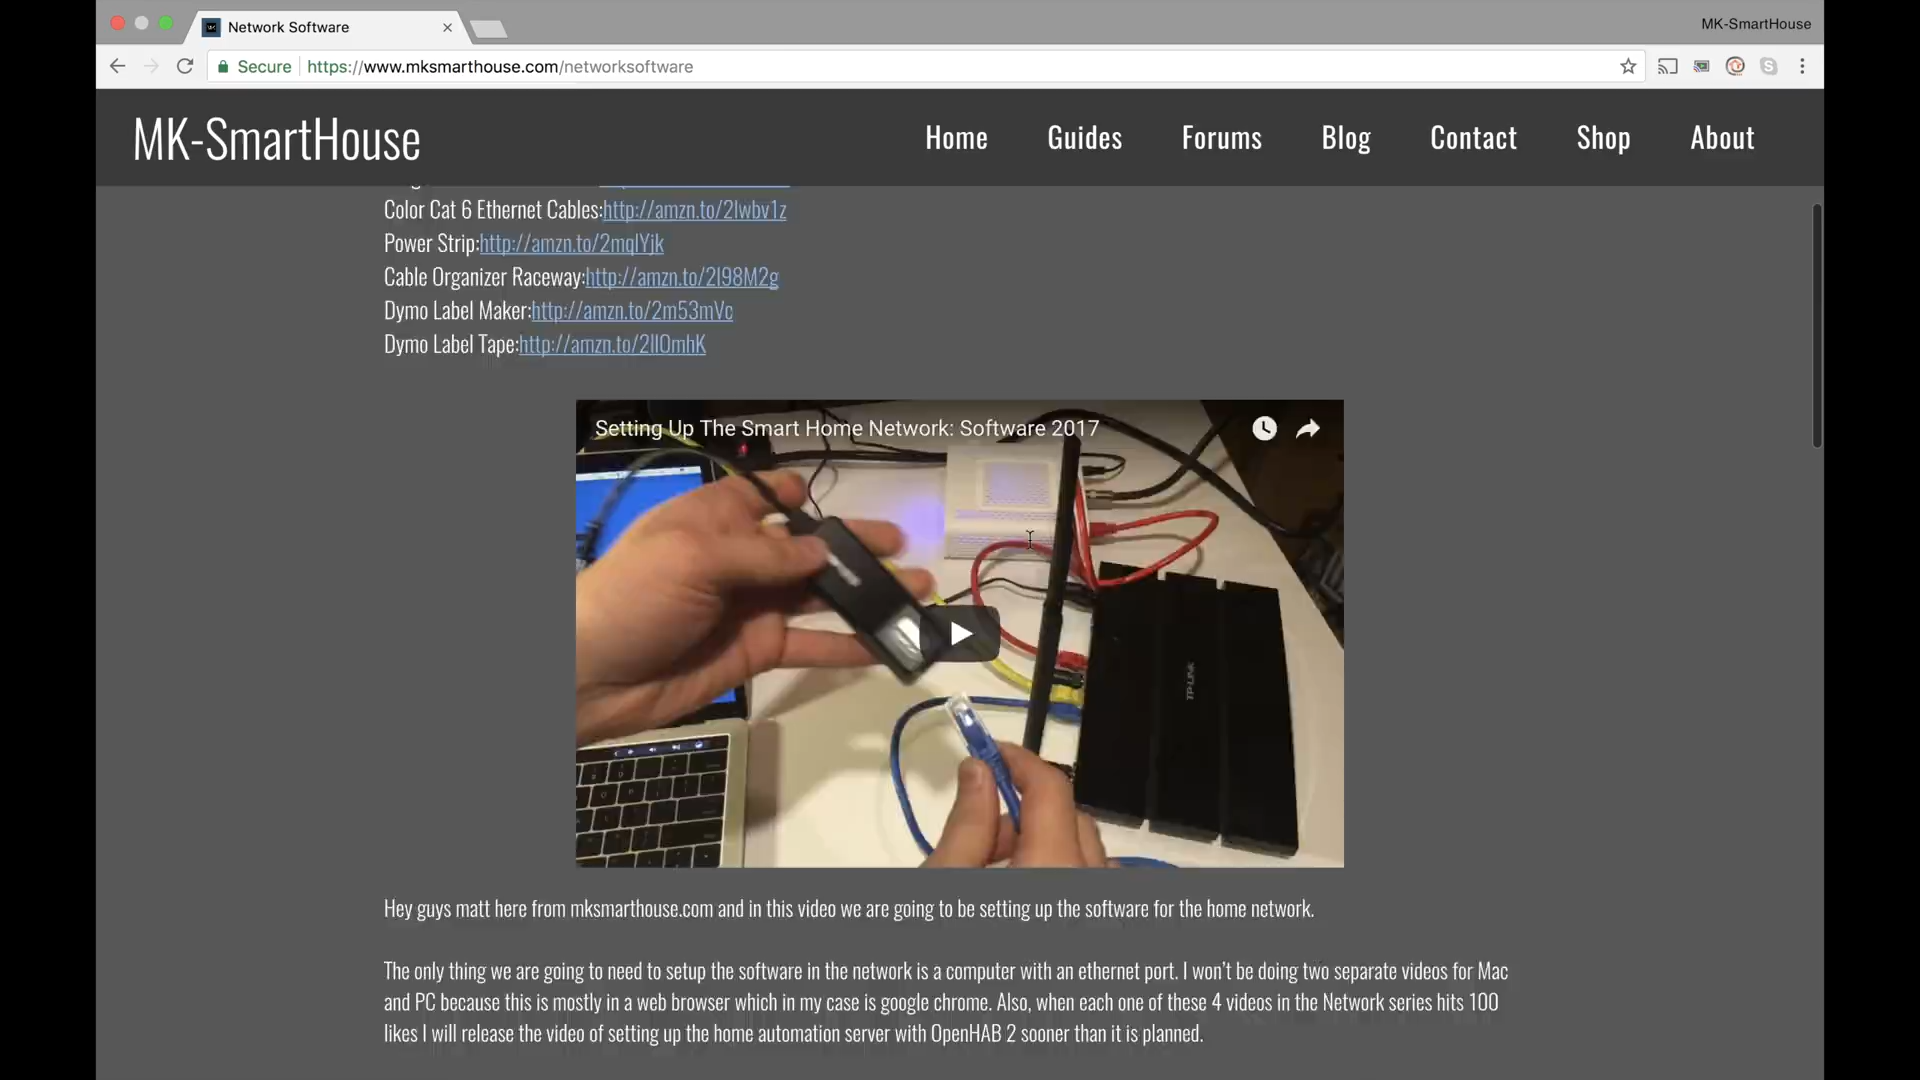 Network Software
MK-SmartHouse
Secure https://www.mksmarthouse.com/networksoftware
MK-SmartHouse
Home Guides Forums Blog Contact Shop About
Color Cat 6 Ethernet Cables:http://amzn.to/2lwbv1z
Power Strip:http://amzn.to/2mqlYjk
Cable Organizer Raceway:http://amzn.to/2l98M2g
Dymo Label Maker:http://amzn.to/2m53mVc
Dymo Label Tape:http://amzn.to/2llOmhK
Setting Up The Smart Home Network: Software 2017
TP-LINK
Hey guys matt here from mksmarthouse.com and in this video we are going to be setting up the software for the home network.
The only thing we are going to need to setup the software in the network is a computer with an ethernet port. I won't be doing two separate videos for Mac
and PC because this is mostly in a web browser which in my case is google chrome. Also, when each one of these 4 videos in the Network series hits 100
likes I will release the video of setting up the home automation server with OpenHAB 2 sooner than it is planned.